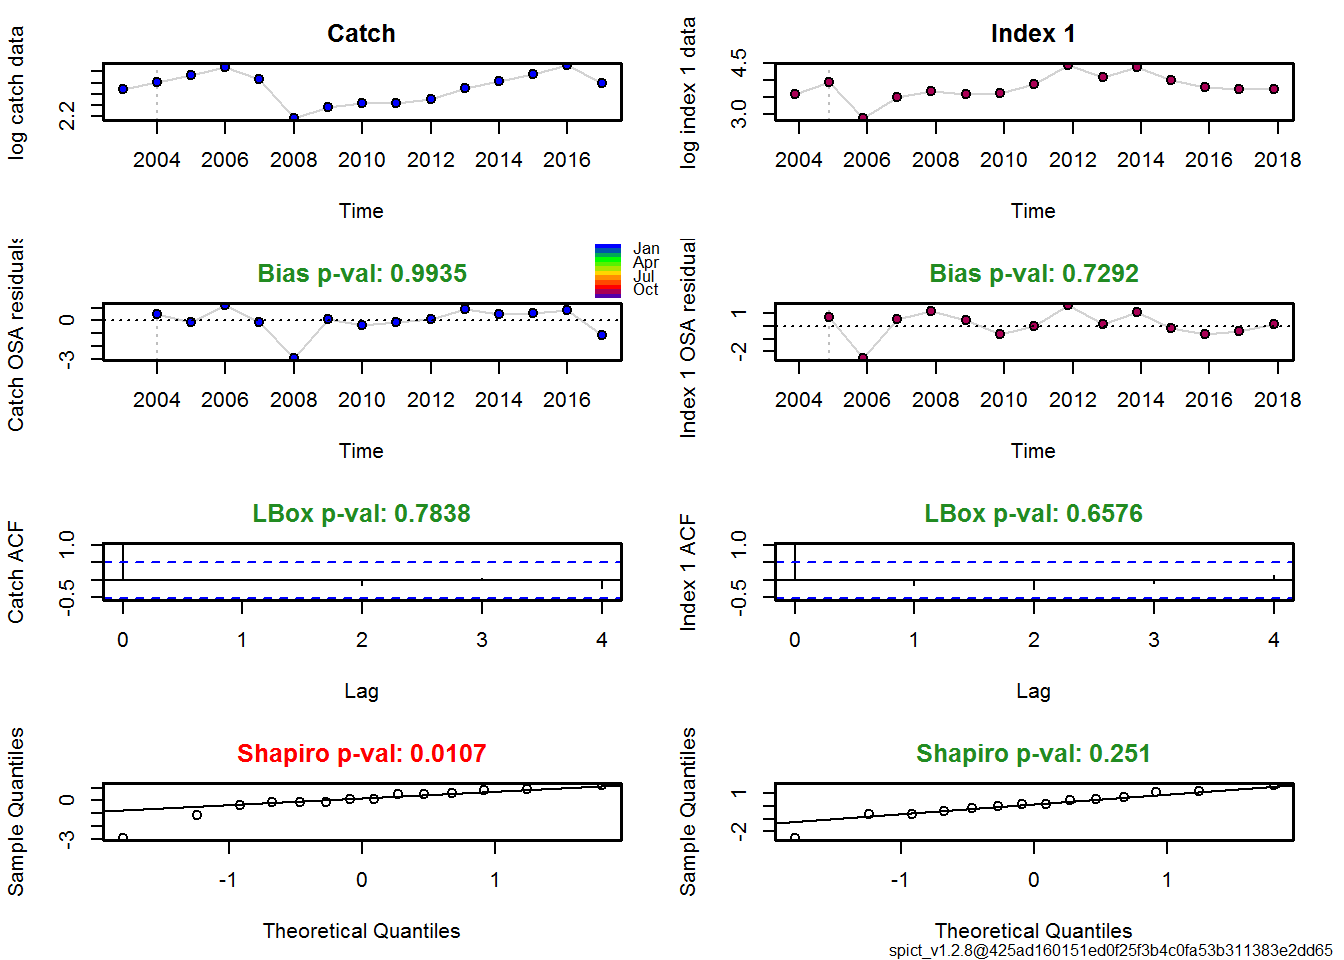 Catch
log catch data
2.2
2004 2006 2008 2010 2012 2014 2016
Time
Index 1
log index 1 data
3.0 4.5
2004 2006 2008 2010 2012 2014 2016 2018
Time
Bias p-val: 0.9935
Jan
Apr
Jul
Oct
Catch OSA residuals
-3 0
2004 2006 2008 2010 2012 2014 2016
Time
Bias p-val: 0.7292
Index 1 OSA residual
-2 1
2004 2006 2008 2010 2012 2014 2016 2018
Time
LBox p-val: 0.7838
Catch ACF
-0.5 1.0
0 1 2 3 4
Lag
LBox p-val: 0.6576
Index 1 ACF
-0.5 1.0
0 1 2 3 4
Lag
Shapiro p-val: 0.0107
Sample Quantiles
-3 0
-1 0 1
Theoretical Quantiles
Shapiro p-val: 0.251
Sample Quantiles
-2 1
-1 0 1
Theoretical Quantiles
spict_v1.2.8@425ad160151ed0f25f3b4c0fa53b311383e2dd65